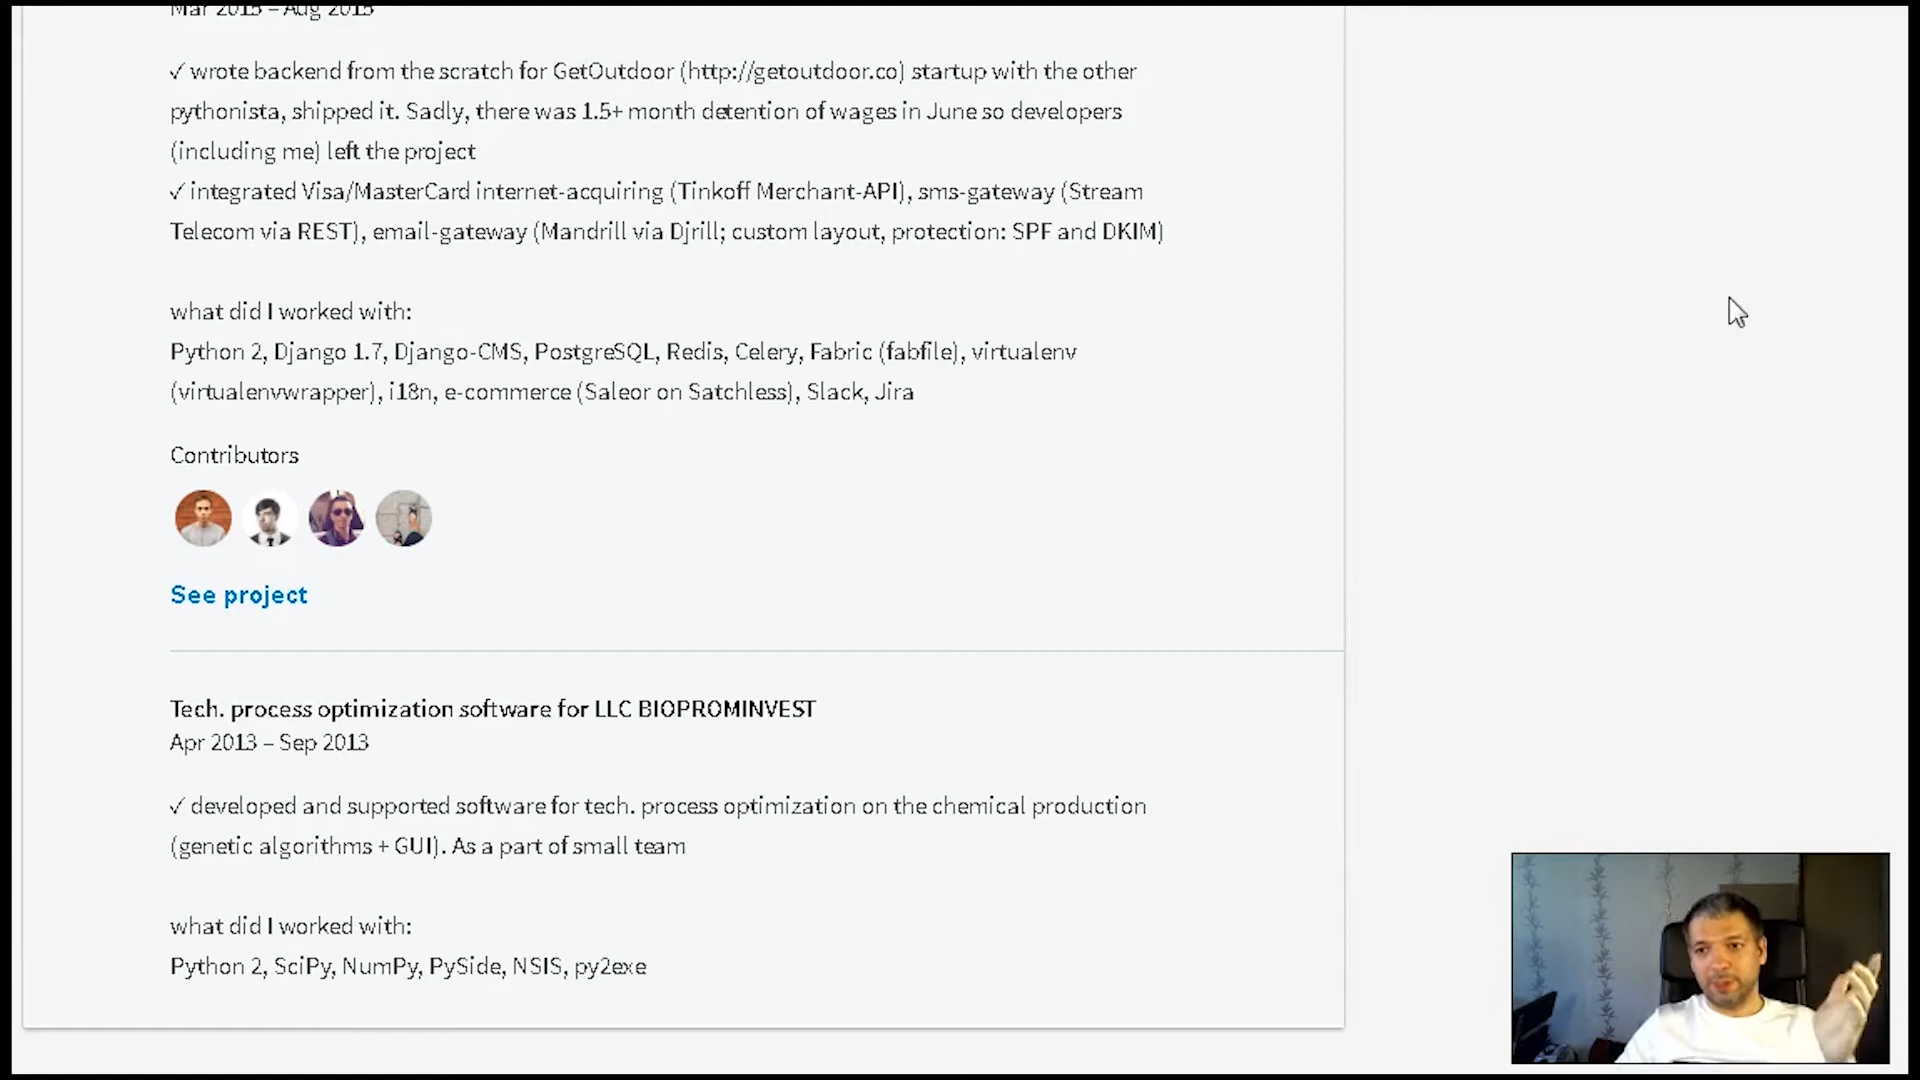 Mar 2015 – Aug 2015
✓ wrote backend from the scratch for GetOutdoor (http://getoutdoor.co) startup with the other
pythonista, shipped it. Sadly, there was 1.5+ month detention of wages in June so developers
(including me) left the project
✓ integrated Visa/MasterCard internet-acquiring (Tinkoff Merchant-API), sms-gateway (Stream
Telecom via REST), email-gateway (Mandrill via Djrill; custom layout, protection: SPF and DKIM)
what did I worked with:
Python 2, Django 1.7, Django-CMS, PostgreSQL, Redis, Celery, Fabric (fabfile), virtualenv
(virtualenvwrapper), i18n, e-commerce (Saleor on Satchless), Slack, Jira
Contributors
See project
Tech. process optimization software for LLC BIOPROMINVEST
Apr 2013 – Sep 2013
✓ developed and supported software for tech. process optimization on the chemical production
(genetic algorithms + GUI). As a part of small team
what did I worked with:
Python 2, SciPy, NumPy, PySide, NSIS, py2exe